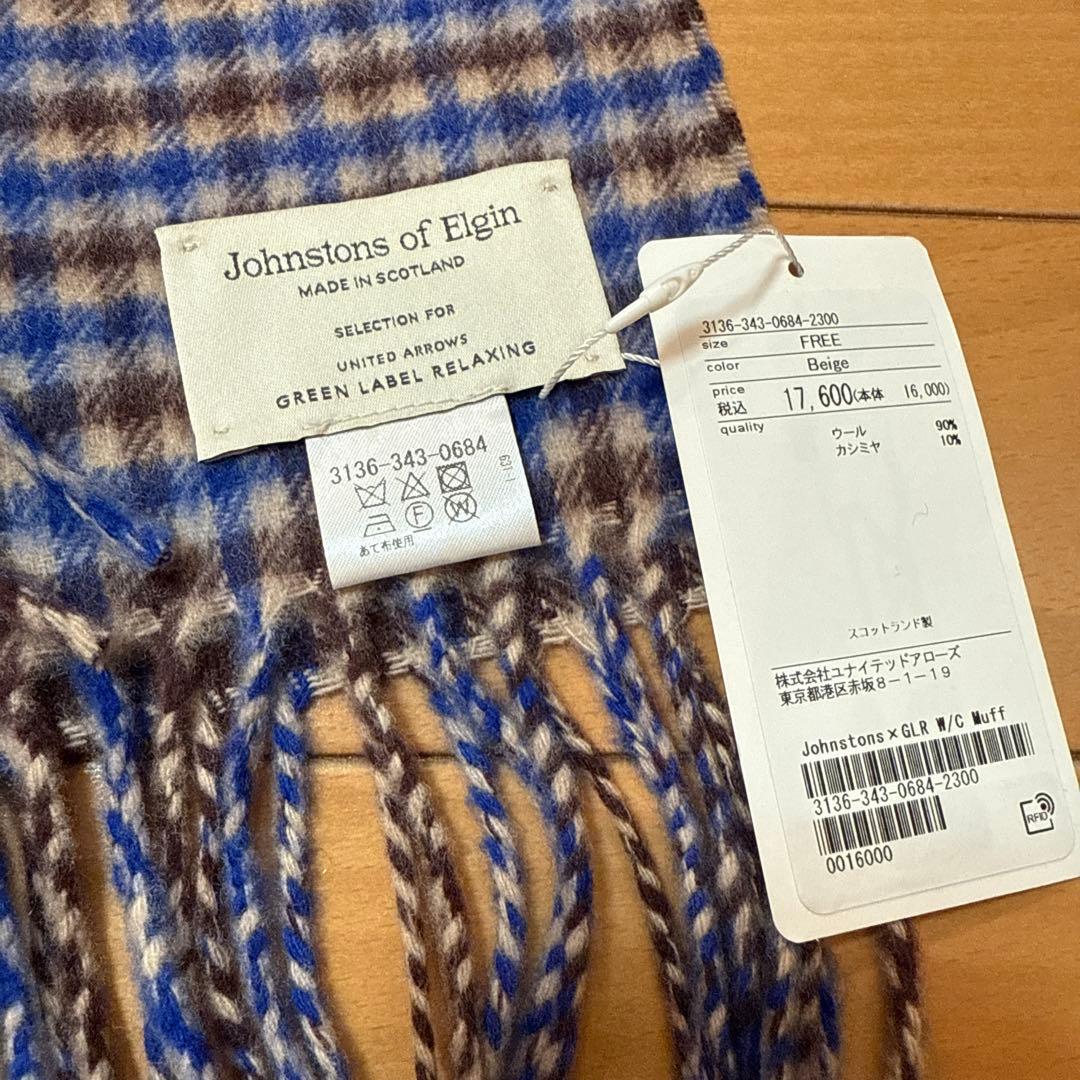 Johnstons of Elgin
MADE IN SCOTLAND
SELECTION FOR
UNITED ARROWS
GREEN LABEL RELAXING
3136-343-0684
F
W
あて布使用
3136-343-0684-2300
size FREE
color Beige
price
税込 17,600(本体 16,000)
quality
ウール 90%
カシミヤ 10%
スコットランド製
株式会社ユナイテッドアローズ
東京都港区赤坂8-1-19
Johnstons×GLR W/C Muff
3136-343-0684-2300
0016000
RFID